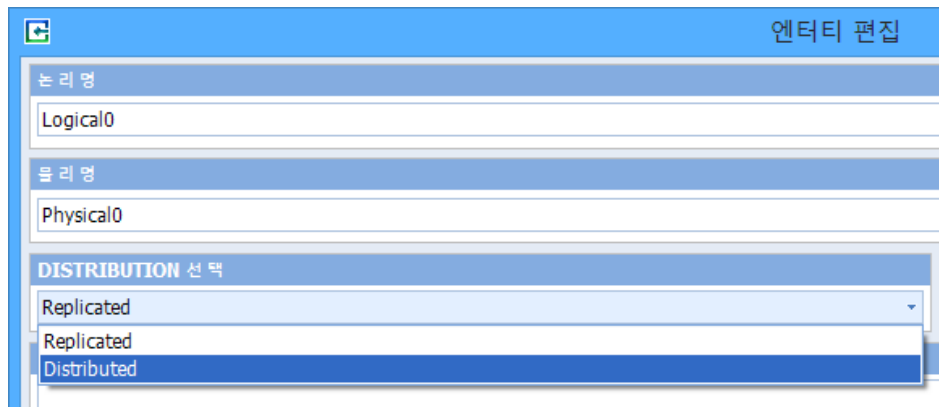 엔터티 편집
논리명
Logical0
물리명
Physical0
DISTRIBUTION 선택
Replicated
Replicated
Distributed